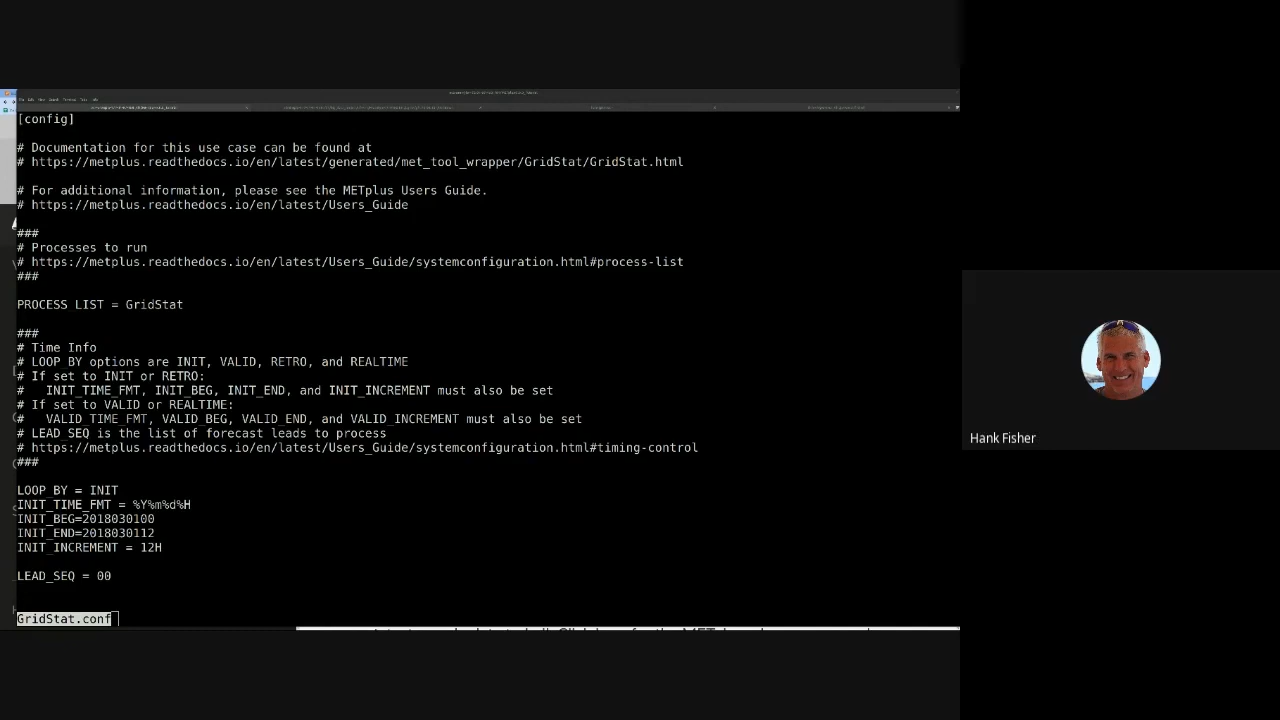 [config]
# Documentation for this use case can be found at
# https://metplus.readthedocs.io/en/latest/generated/met_tool_wrapper/GridStat/GridStat.html
# For additional information, please see the METplus Users Guide.
# https://metplus.readthedocs.io/en/latest/Users_Guide
###
# Processes to run
# https://metplus.readthedocs.io/en/latest/Users_Guide/systemconfiguration.html#process-list
###
PROCESS_LIST = GridStat
###
# Time Info
# LOOP_BY options are INIT, VALID, RETRO, and REALTIME
# If set to INIT or RETRO:
#   INIT_TIME_FMT, INIT_BEG, INIT_END, and INIT_INCREMENT must also be set
# If set to VALID or REALTIME:
#   VALID_TIME_FMT, VALID_BEG, VALID_END, and VALID_INCREMENT must also be set
# LEAD_SEQ is the list of forecast leads to process
# https://metplus.readthedocs.io/en/latest/Users_Guide/systemconfiguration.html#timing-control
###
LOOP_BY = INIT
INIT_TIME_FMT = %Y%m%d%H
INIT_BEG=2018030100
INIT_END=2018030112
INIT_INCREMENT = 12H
LEAD_SEQ = 00
GridStat.conf
Hank Fisher